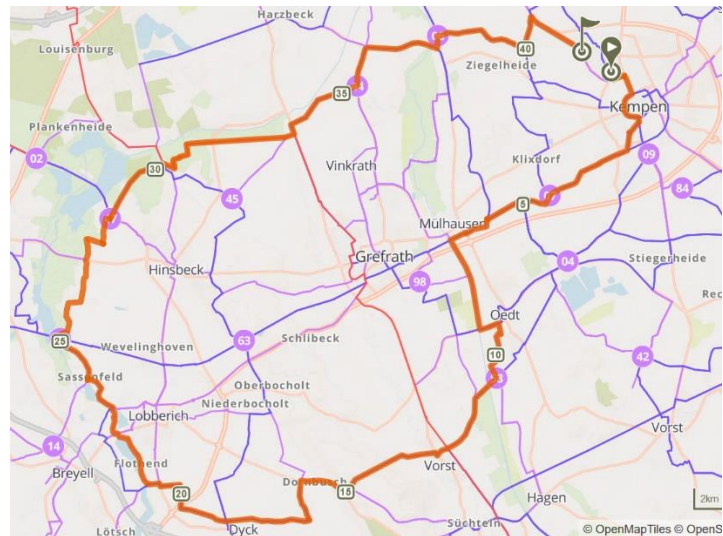 Harzbeck
Louisenburg
40
Ziegelheide
35
Kempen
Plankenheide
02
30
Vinkrath
Klixdorf
09
45
5
84
Mülhausen
Hinsbeck
Grefrath
04
Stiegerheide
98
Oedt
25
Wevelinghoven
63
Schlibeck
10
42
Sassenfeld
Oberbocholt
Niederbocholt
Lobberich
Vorst
14
Breyell
Flothend
Vorst
20
Dornbusch
15
Hagen
2km
Lötsch
Dyck
Süchteln
© OpenMapTiles © OpenS